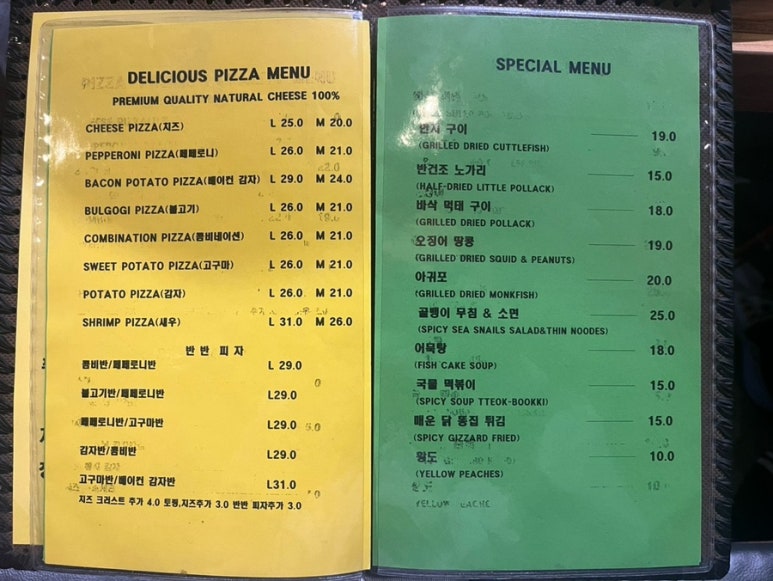 DELICIOUS PIZZA MENU
PREMIUM QUALITY NATURAL CHEESE 100%
CHEESE PIZZA(치즈) L 25.0 M 20.0
PEPPERONI PIZZA(페페로니) L 26.0 M 21.0
BACON POTATO PIZZA(베이컨 감자) L 29.0 M 24.0
BULGOGI PIZZA(불고기) L 26.0 M 21.0
COMBINATION PIZZA(콤비네이션) L 26.0 M 21.0
SWEET POTATO PIZZA(고구마) L 26.0 M 21.0
POTATO PIZZA(감자) L 26.0 M 21.0
SHRIMP PIZZA(새우) L 31.0 M 26.0
반 반 피 자
콤비반/페페로니반 L 29.0
불고기반/페페로니반 L29.0
페페로니반/고구마반 L29.0
감자반/콤비반 L29.0
고구마반/베이컨 감자반 L31.0
치즈 크러스트 추가 4.0 토핑,치즈추가 3.0 반반 피자추가 3.0
SPECIAL MENU
구이 19.0
(GRILLED DRIED CUTTLEFISH)
반건조 노가리 15.0
(HALF-DRIED LITTLE POLLACK)
바삭 먹태 구이 18.0
(GRILLED DRIED POLLACK)
오징어 땅콩 19.0
(GRILLED DRIED SQUID & PEANUTS)
아귀포 20.0
(GRILLED DRIED MONKFISH)
골뱅이 무침 & 소면 25.0
(SPICY SEA SNAILS SALAD&THIN NOODES)
어묵탕 18.0
(FISH CAKE SOUP)
국물 떡볶이 15.0
(SPICY SOUP TTEOK-BOOKKI)
매운 닭 똥집 튀김 15.0
(SPICY GIZZARD FRIED)
황도 10.0
(YELLOW PEACHES)